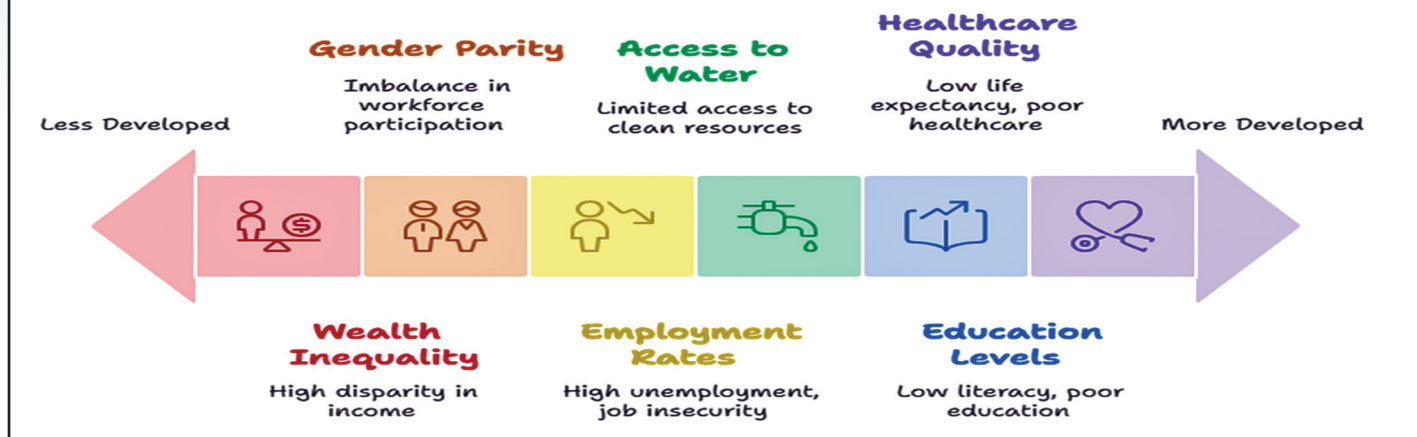 Healthcare
Quality
Low life
expectancy, poor
healthcare
Gender Parity
Imbalance in
workforce
participation
Access to
Water
Limited access to
clean resources
Less Developed
More Developed
$
Wealth
Inequality
High disparity in
income
Employment
Rates
High unemployment,
job insecurity
Education
Levels
Low literacy, poor
education